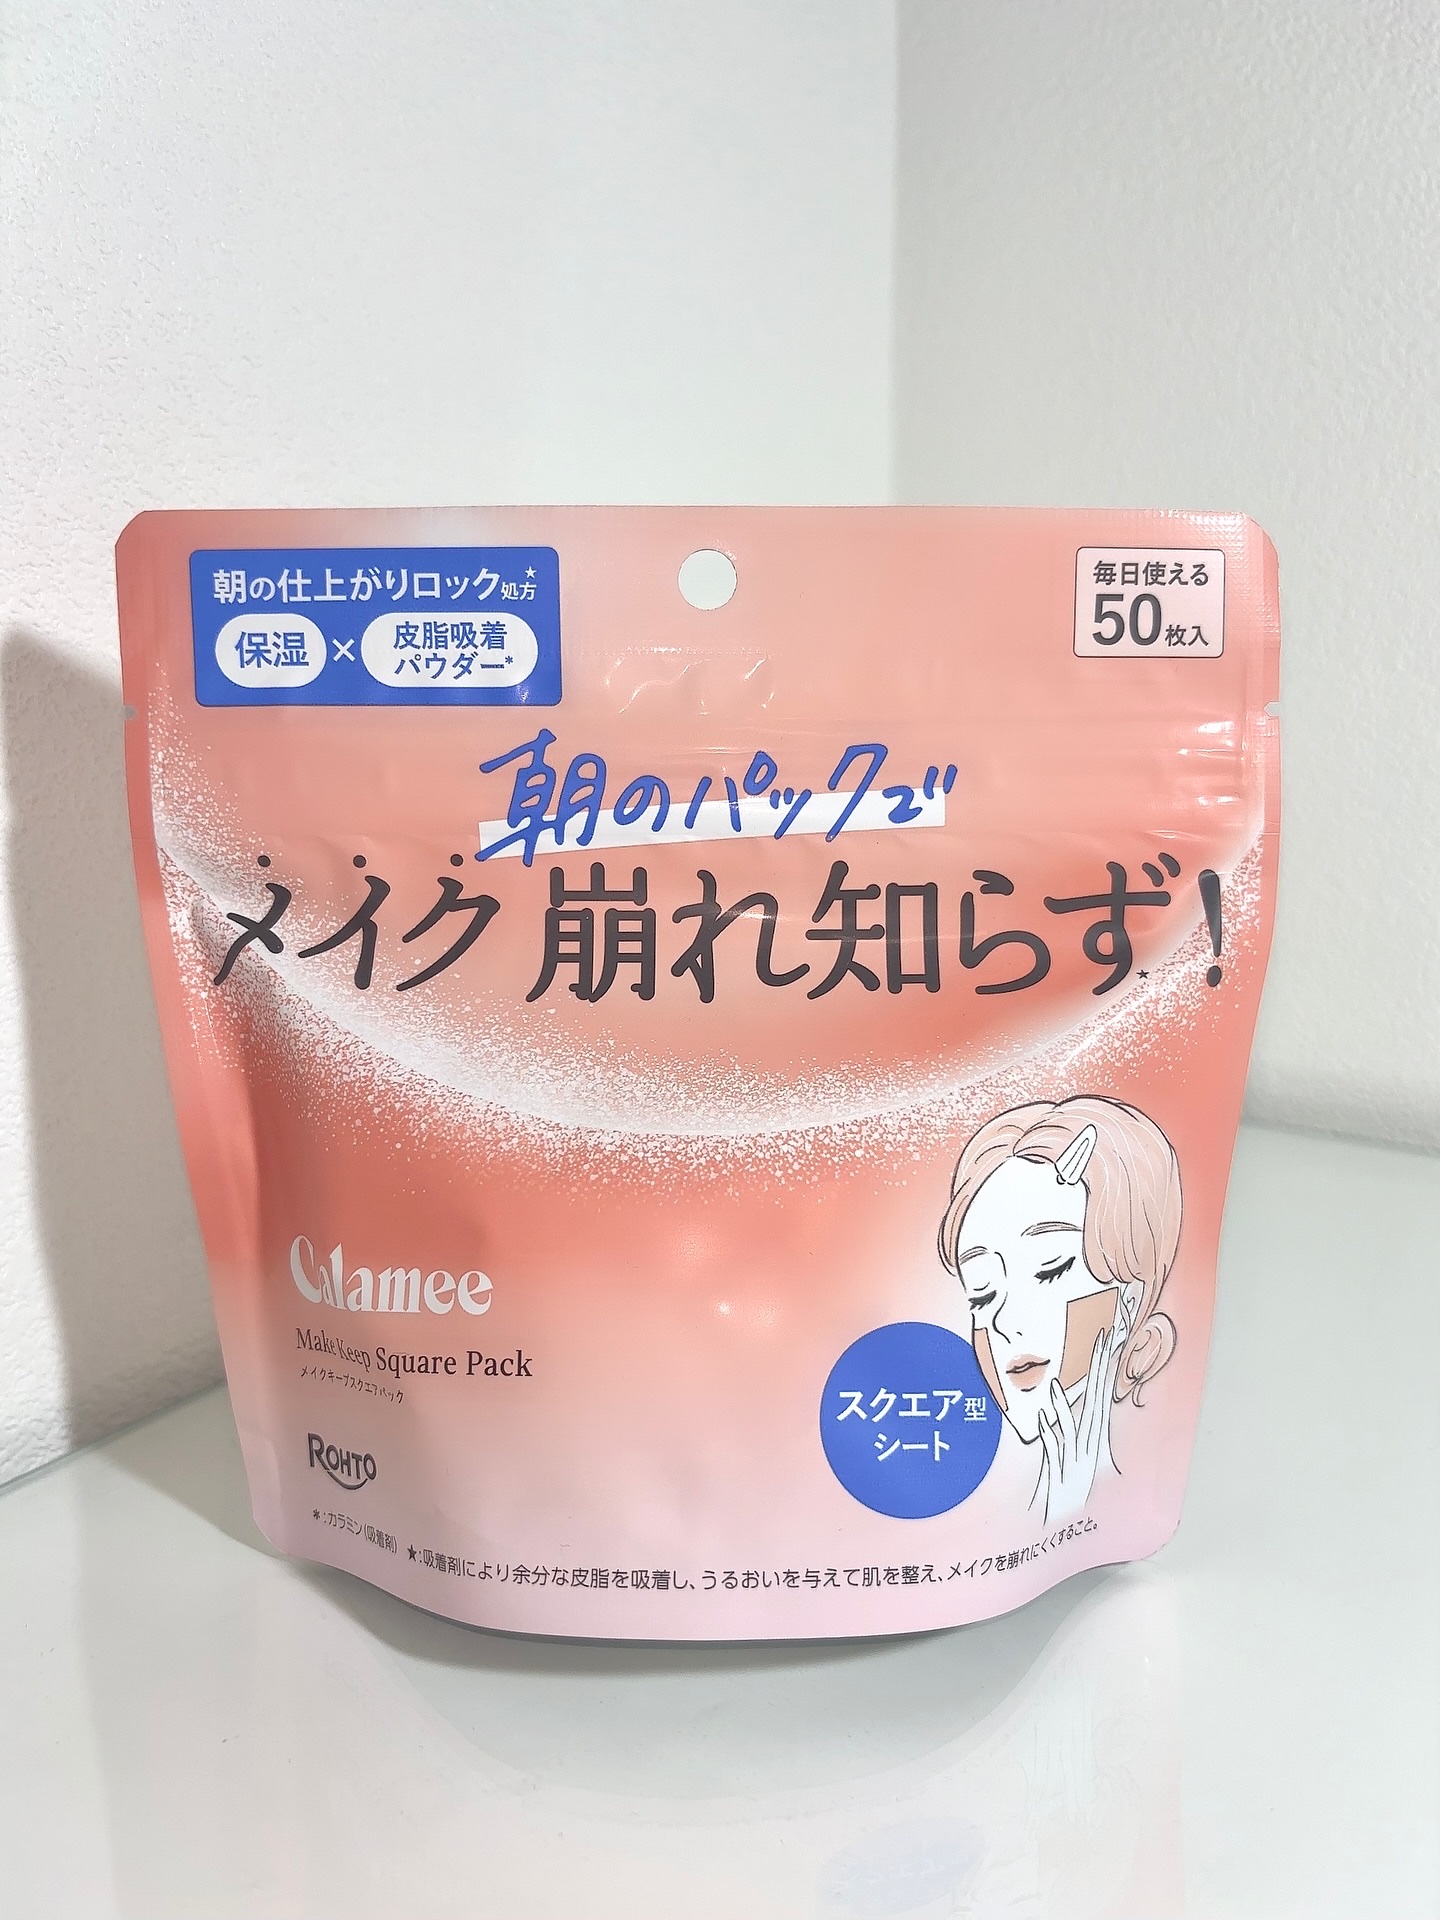 朝の仕上がりロック処方★
保湿×皮脂吸着パウダー*
毎日使える
50枚入
朝のパックで
メイク崩れ知らず★!
Calamee
Make Keep Square Pack
メイクキープスクエアパック
スクエア型
シート
ROHTO
*:カラミン(吸着剤) ★:吸着剤により余分な皮脂を吸着し、うるおいを与えて肌を整え、メイクを崩れにくくすること。